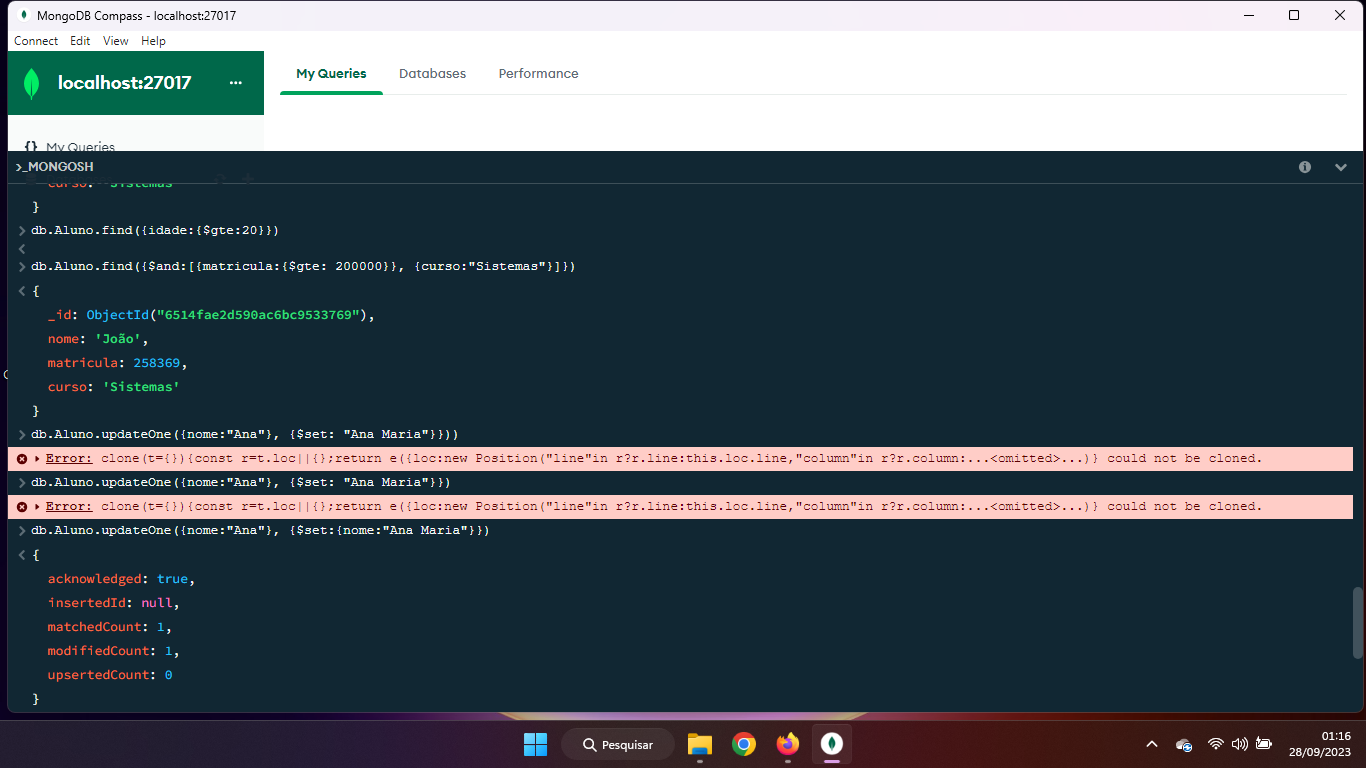 MongoDB Compass - localhost:27017
Connect Edit View Help
localhost:27017 ...
My Queries Databases Performance
{} My Queries
>_MONGOSH
curso: 'Sistemas'
}
> db.Aluno.find({idade:{$gte:20}})
<
> db.Aluno.find({$and:[{matricula:{$gte: 200000}}, {curso:"Sistemas"}]})
< {
_id: ObjectId("6514fae2d590ac6bc9533769"),
nome: 'João',
matricula: 258369,
curso: 'Sistemas'
}
> db.Aluno.updateOne({nome:"Ana"}, {$set: "Ana Maria"}}))
Error: clone(t={}){const r=t.loc||{};return e({loc:new Position("line"in r?r.line:this.loc.line,"column"in r?r.column:...<omitted>...)} could not be cloned.
> db.Aluno.updateOne({nome:"Ana"}, {$set: "Ana Maria"}})
Error: clone(t={}){const r=t.loc||{};return e({loc:new Position("line"in r?r.line:this.loc.line,"column"in r?r.column:...<omitted>...)} could not be cloned.
> db.Aluno.updateOne({nome:"Ana"}, {$set:{nome:"Ana Maria"}})
< {
acknowledged: true,
insertedId: null,
matchedCount: 1,
modifiedCount: 1,
upsertedCount: 0
}
Pesquisar
01:16
28/09/2023